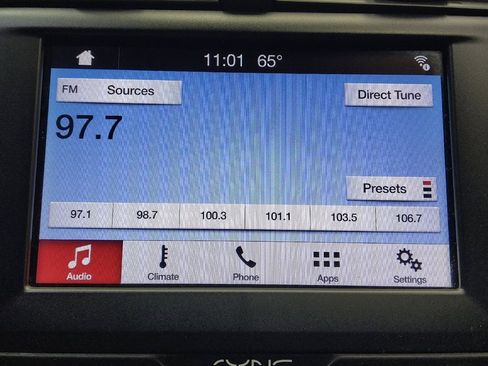 11:01 65°
FM Sources Direct Tune
97.7
Presets
97.1 98.7 100.3 101.1 103.5 106.7
Audio Climate Phone Apps Settings
SYNC